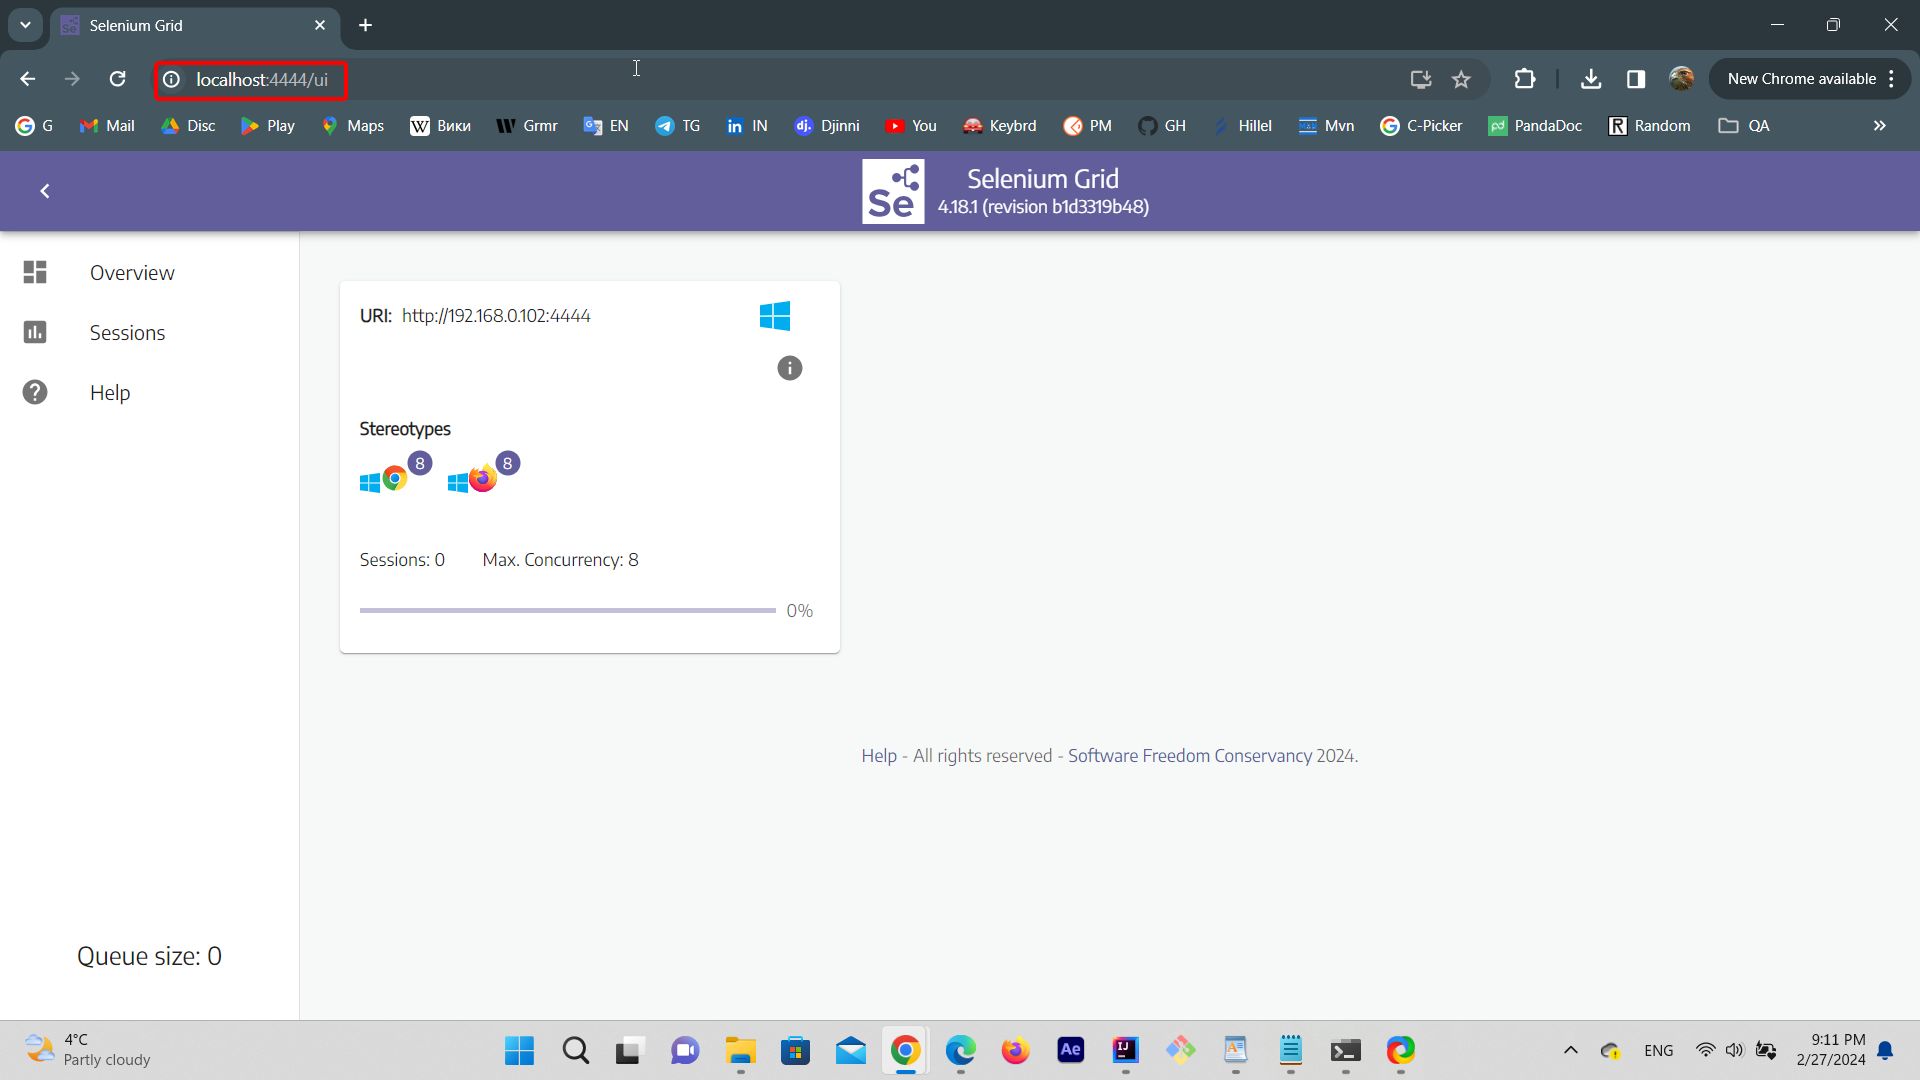 Selenium Grid
localhost:4444/ui
New Chrome available
G Mail Disc Play Maps Вики Grmr EN TG IN Djinni You Keybrd PM GH Hillel Mvn C-Picker PandaDoc Random QA
Se
Selenium Grid
4.18.1 (revision b1d3319b48)
Overview
Sessions
Help
URI: http://192.168.0.102:4444
Stereotypes
8 8
Sessions: 0 Max. Concurrency: 8
0%
Help - All rights reserved - Software Freedom Conservancy 2024.
Queue size: 0
4°C
Partly cloudy
Ae
IJ
ENG
9:11 PM
2/27/2024